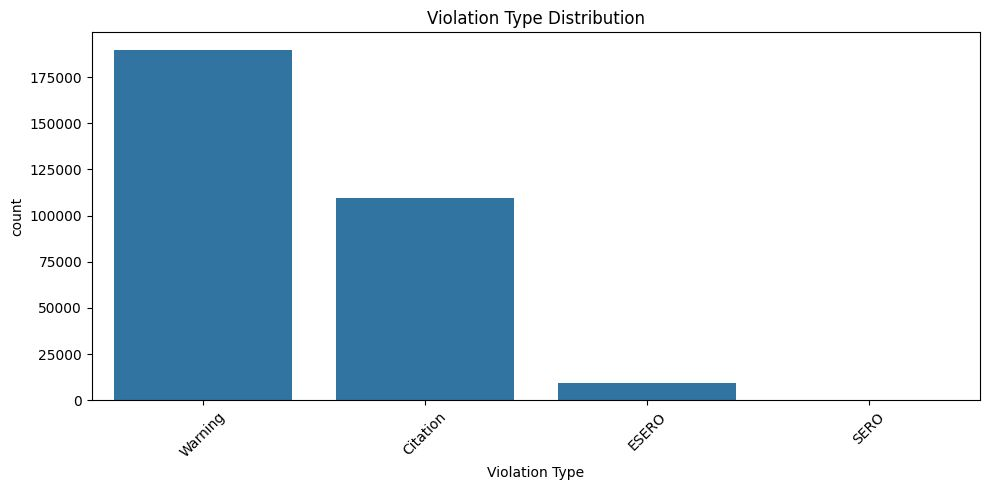 Violation Type Distribution
175000
150000
125000
100000
75000
50000
25000
0
count
Warning
Citation
ESERO
SERO
Violation Type